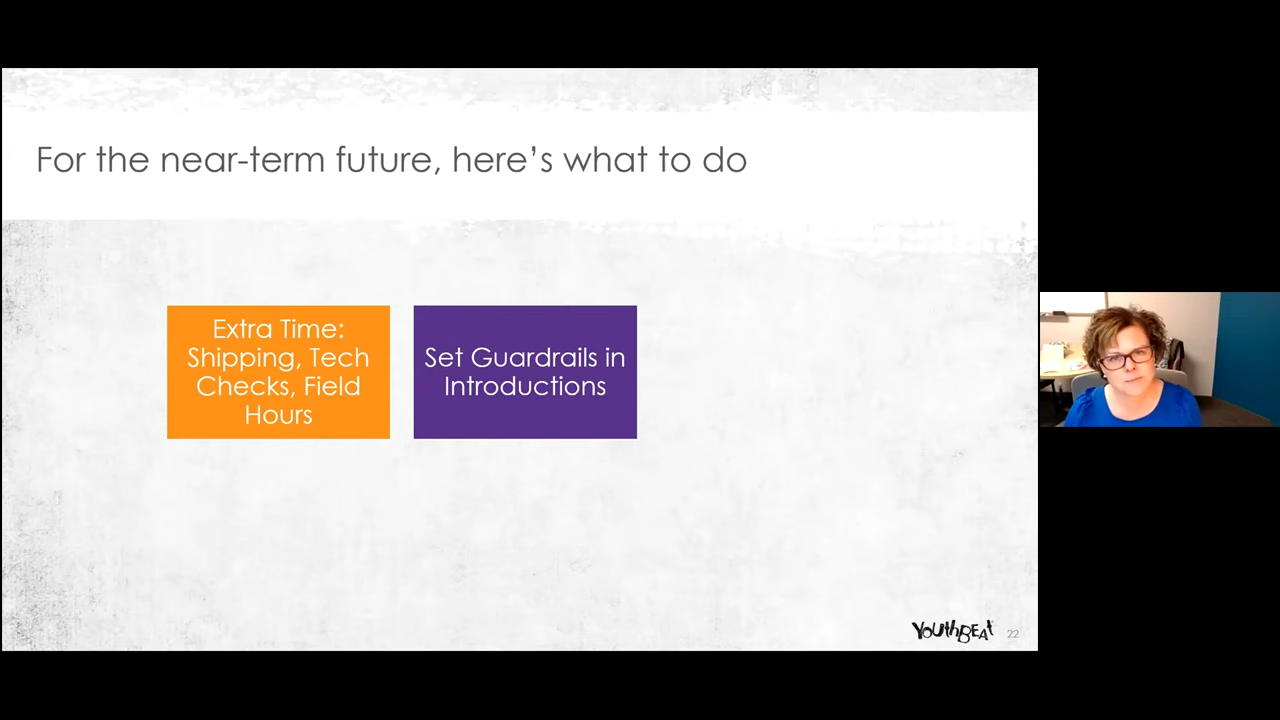 For the near-term future, here’s what to do
Extra Time:
Shipping, Tech
Checks, Field
Hours
Set Guardrails in
Introductions
YOUthBEAt 22